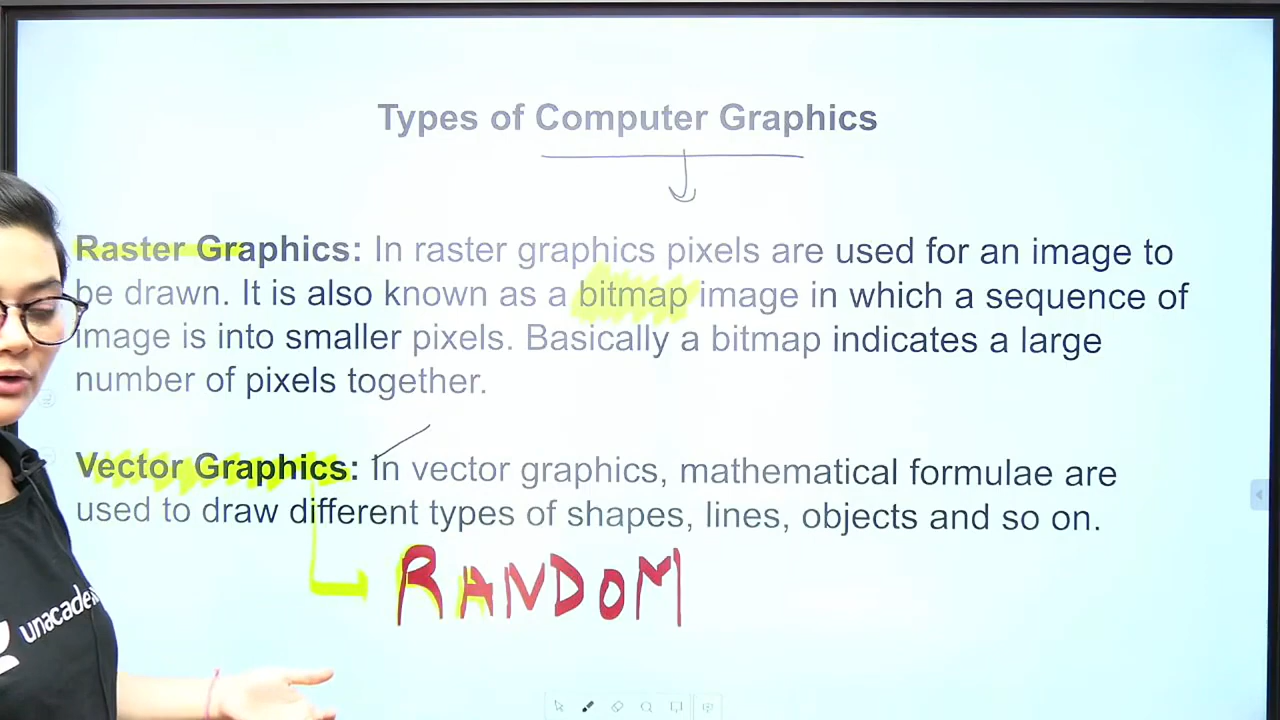 Types of Computer Graphics
Raster Graphics: In raster graphics pixels are used for an image to
be drawn. It is also known as a bitmap image in which a sequence of
image is into smaller pixels. Basically a bitmap indicates a large
number of pixels together.
Vector Graphics: In vector graphics, mathematical formulae are
used to draw different types of shapes, lines, objects and so on.
RANDOM
unacade